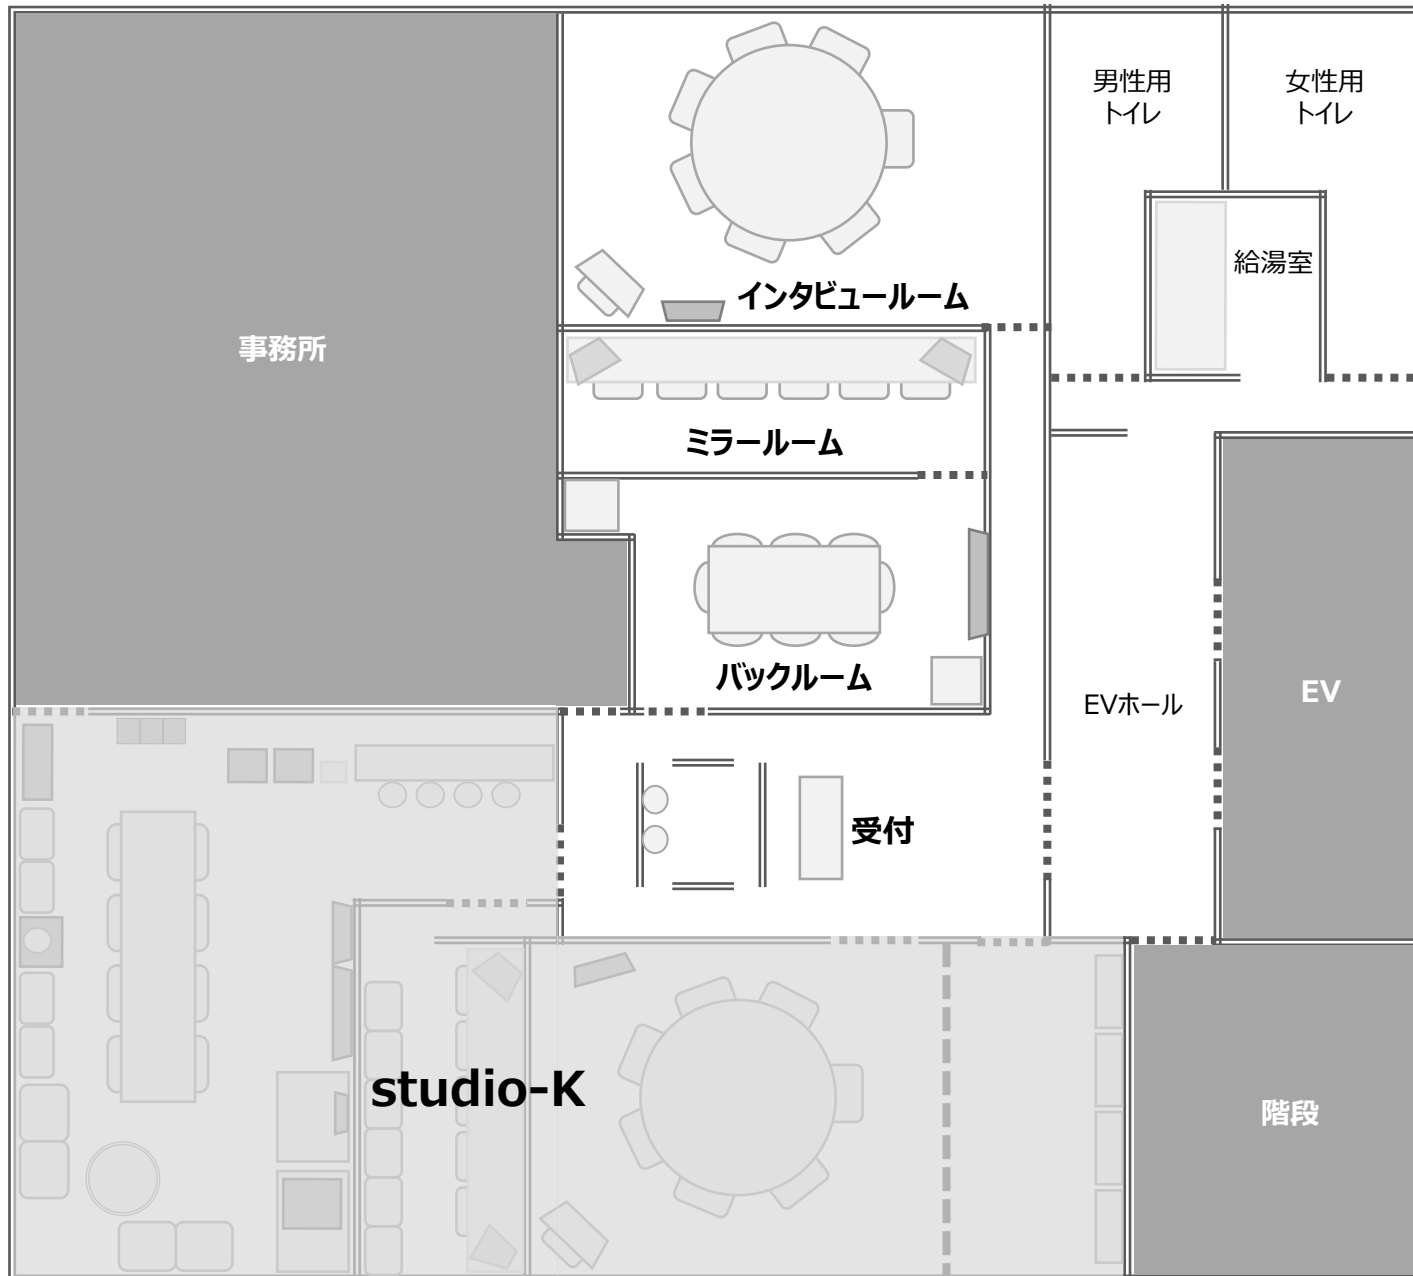 男性用
トイレ
女性用
トイレ
給湯室
インタビュールーム
事務所
ミラールーム
バックルーム
EVホール
EV
受付
studio-K
階段